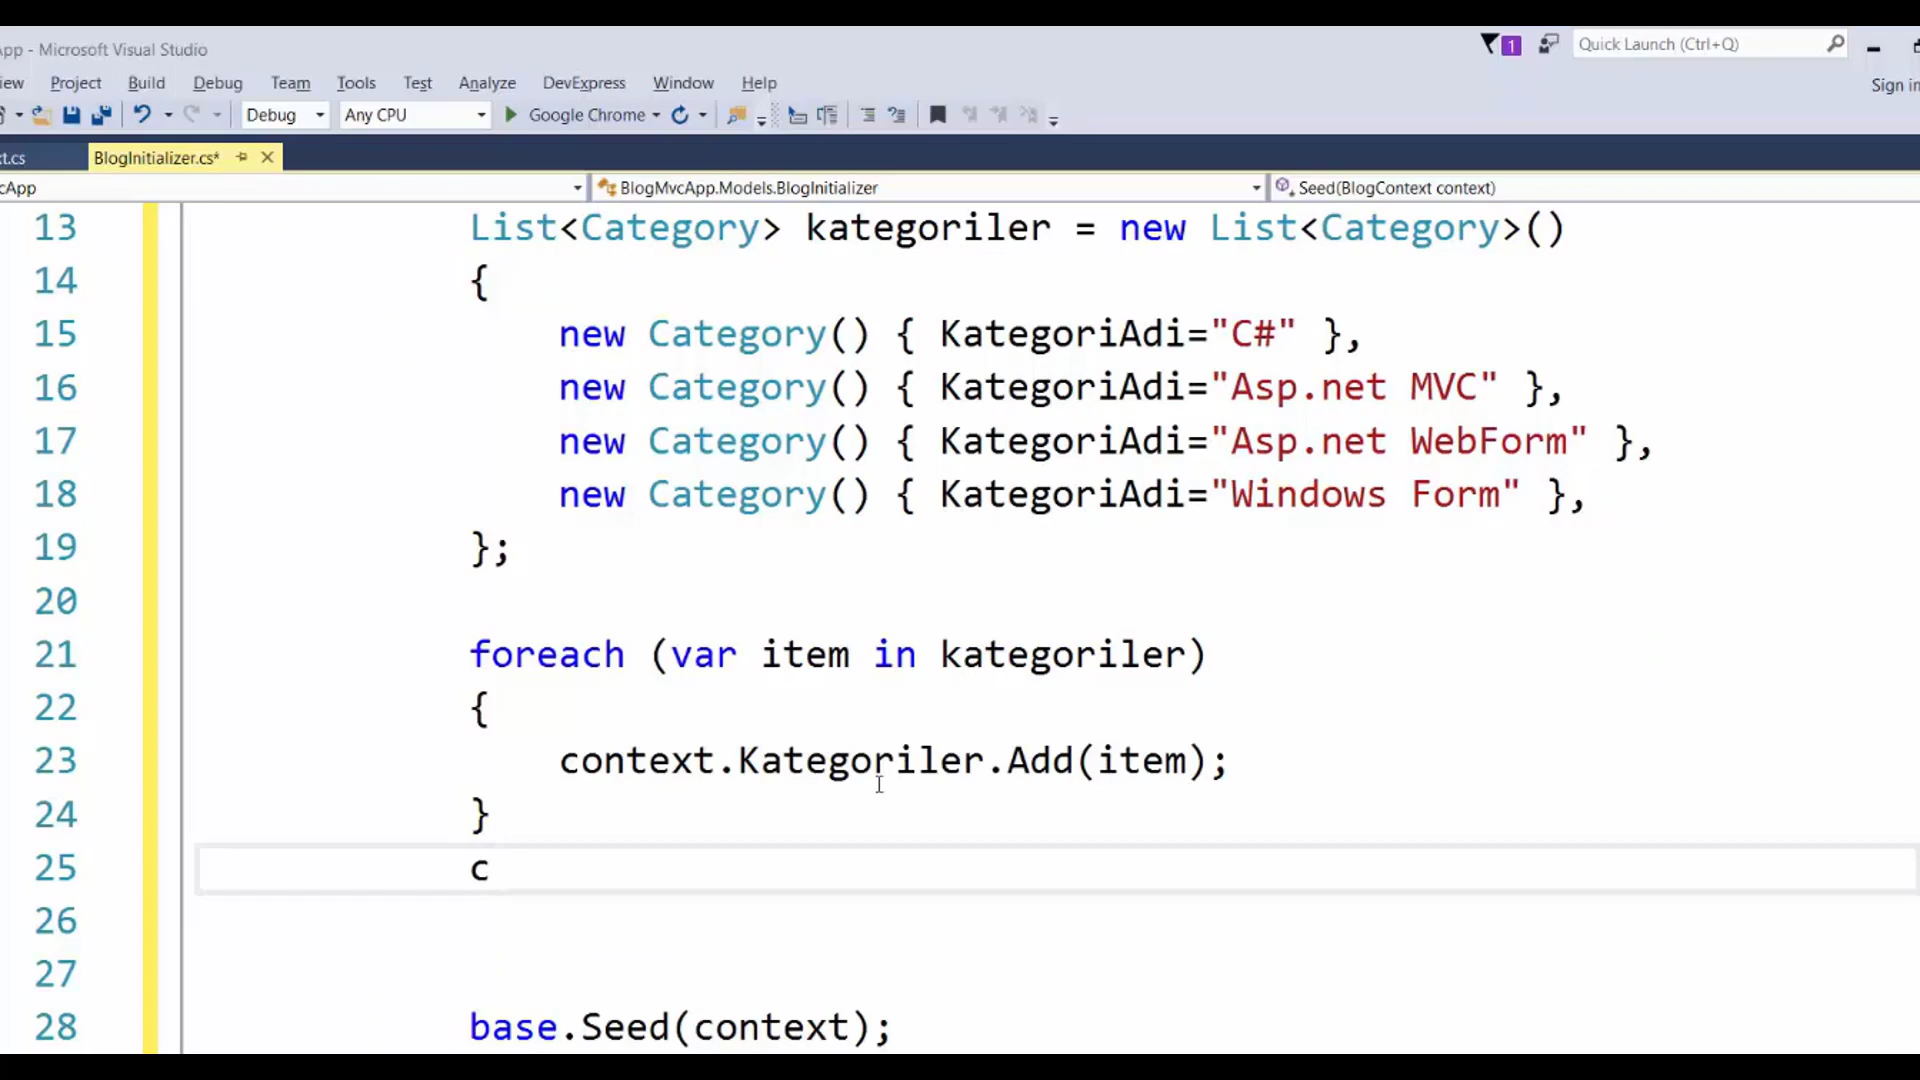 App - Microsoft Visual Studio
1
Quick Launch (Ctrl+Q)
iew Project Build Debug Team Tools Test Analyze DevExpress Window Help
Sign in
Debug Any CPU Google Chrome
xt.cs BlogInitializer.cs*
cApp BlogMvcApp.Models.BlogInitializer Seed(BlogContext context)
13 List<Category> kategoriler = new List<Category>()
14 {
15 new Category() { KategoriAdi="C#" },
16 new Category() { KategoriAdi="Asp.net MVC" },
17 new Category() { KategoriAdi="Asp.net WebForm" },
18 new Category() { KategoriAdi="Windows Form" },
19 };
20
21 foreach (var item in kategoriler)
22 {
23 context.Kategoriler.Add(item);
24 }
25 c
26
27
28 base.Seed(context);